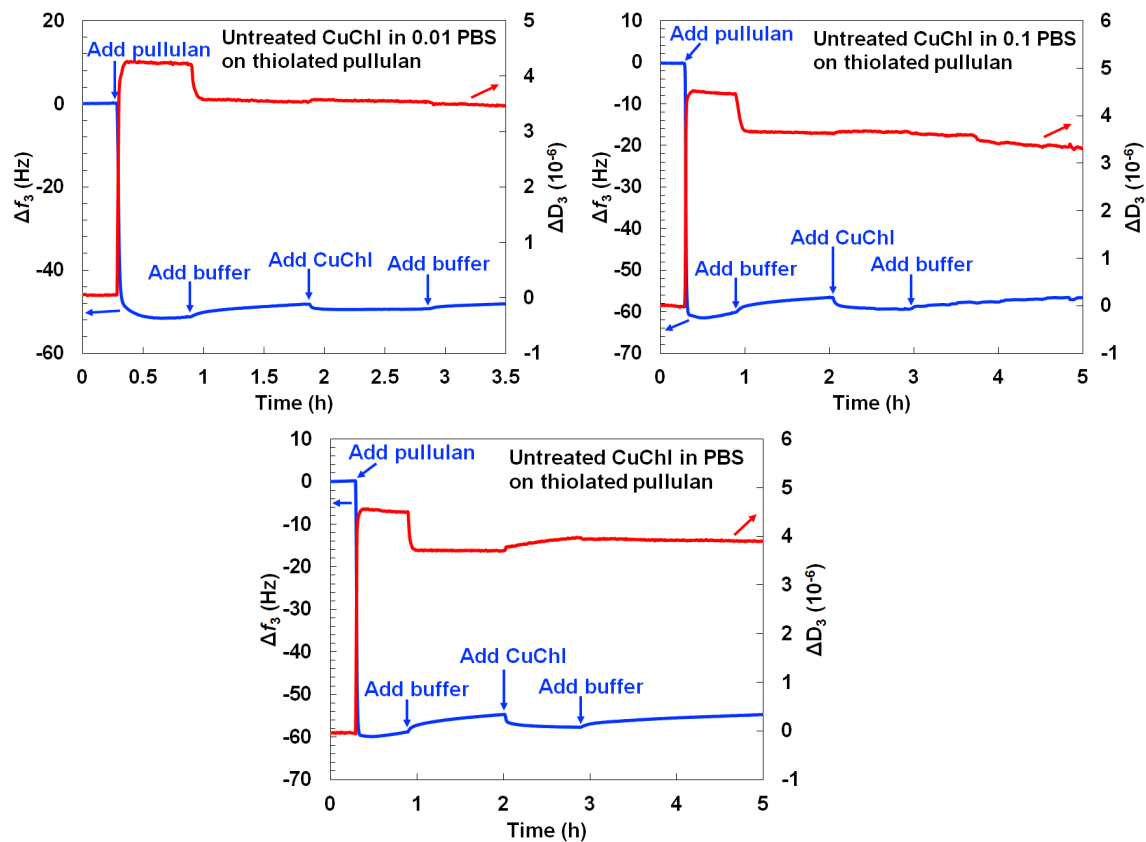 Untreated CuChl in 0.01 PBS
on thiolated pullulan
Add pullulan
Add buffer
Add CuChl
Add buffer
20
0
-20
-40
-60
Δf3 (Hz)
5
4
3
2
1
0
-1
ΔD3 (10-6)
0
0.5
1
1.5
2
2.5
3
3.5
Time (h)
Untreated CuChl in 0.1 PBS
on thiolated pullulan
Add pullulan
Add CuChl
Add buffer
Add buffer
10
0
-10
-20
-30
-40
-50
-60
-70
Δf3 (Hz)
6
5
4
3
2
1
0
-1
ΔD3 (10-6)
0
1
2
3
4
5
Time (h)
Untreated CuChl in PBS
on thiolated pullulan
Add pullulan
Add CuChl
Add buffer
Add buffer
10
0
-10
-20
-30
-40
-50
-60
-70
Δf3 (Hz)
6
5
4
3
2
1
0
-1
ΔD3 (10-6)
0
1
2
3
4
5
Time (h)